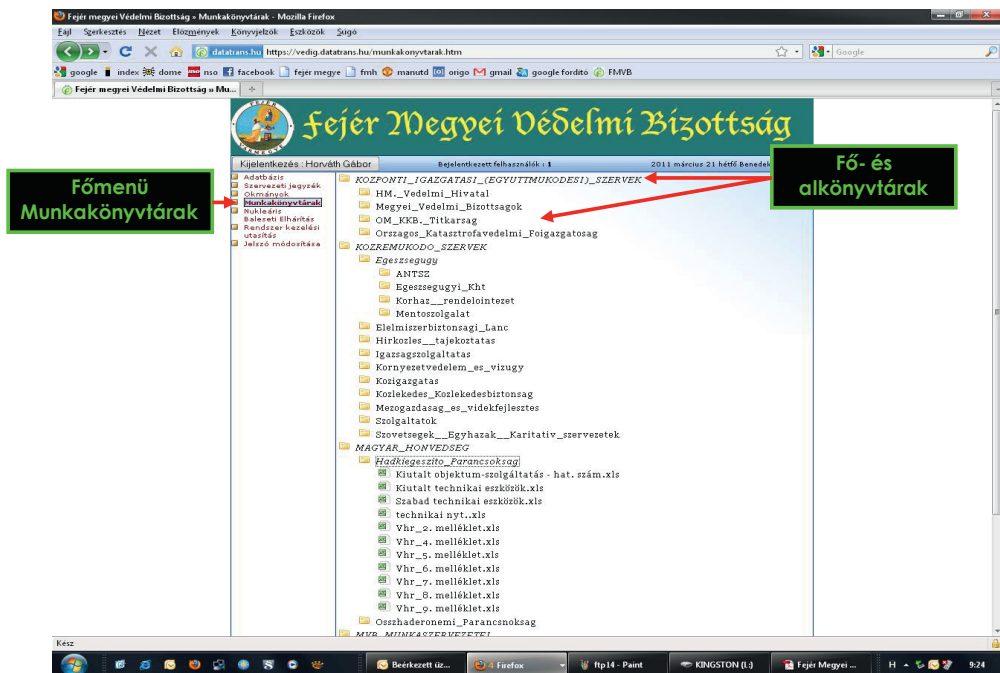 Fejér megyei Védelmi Bizottság » Munkakönyvtárak - Mozilla Firefox
Fájl Szerkesztés Nézet Előzmények Könyvjelzők Eszközök Súgó
datatrans.hu https://vedig.datatrans.hu/munkakonyvtarak.htm
Google
google index dome nso facebook fejér megye fmh manutd origo gmail google fordító FMVB
Fejér megyei Védelmi Bizottság » Mu...
Fejér Megyei Védelmi Bizottság
Kijelentkezés : Horváth Gábor Bejelentkezett felhasználók : 1 2011 március 21 hétfő Benedek
Főmenü
Munkakönyvtárak
Fő- és
alkönyvtárak
Adatbázis
Szervezeti jegyzék
Okmányok
Munkakönyvtárak
Nukleáris
Baleseti Elhárítás
Rendszer kezelési
utasítás
Jelszó módosítása
KOZPONTI_IGAZGATASI_(EGYUTTMUKODESI)_SZERVEK
HM._Vedelmi_Hivatal
Megyei_Vedelmi_Bizottsagok
OM_KKB._Titkarsag
Orszagos_Katasztrofavedelmi_Foigazgatosag
KOZREMUKODO_SZERVEK
Egeszsegugy
ANTSZ
Egeszsegugyi_Kht
Korhaz__rendelointezet
Mentoszolgalat
Elelmiszerbiztonsagi_Lanc
Hirkozles__tajekoztatas
Igazsagszolgaltatas
Kornyezetvedelem_es_vizugy
Kozigazgatas
Kozlekedes_Kozlekedesbiztonsag
Mezogazdasag_es_videkfejlesztes
Szolgaltatok
Szovetsegek__Egyhazak__Karitativ_szervezetek
MAGYAR_HONVEDSEG
Hadkiegeszito_Parancsoksag
Kiutalt objektum-szolgáltatás - hat. szám.xls
Kiutalt technikai eszközök.xls
Szabad technikai eszközök.xls
technikai nyt..xls
Vhr_2. melléklet.xls
Vhr_4. melléklet.xls
Vhr_5. melléklet.xls
Vhr_6. melléklet.xls
Vhr_7. melléklet.xls
Vhr_8. melléklet.xls
Vhr_9. melléklet.xls
Osszhaderonemi_Parancsnoksag
MVB_MUNKASZERVEZETEI
Kész
Beérkezett üz... 4 Firefox ftp14 - Paint KINGSTON (L:) Fejér Megyei ... H 9:24